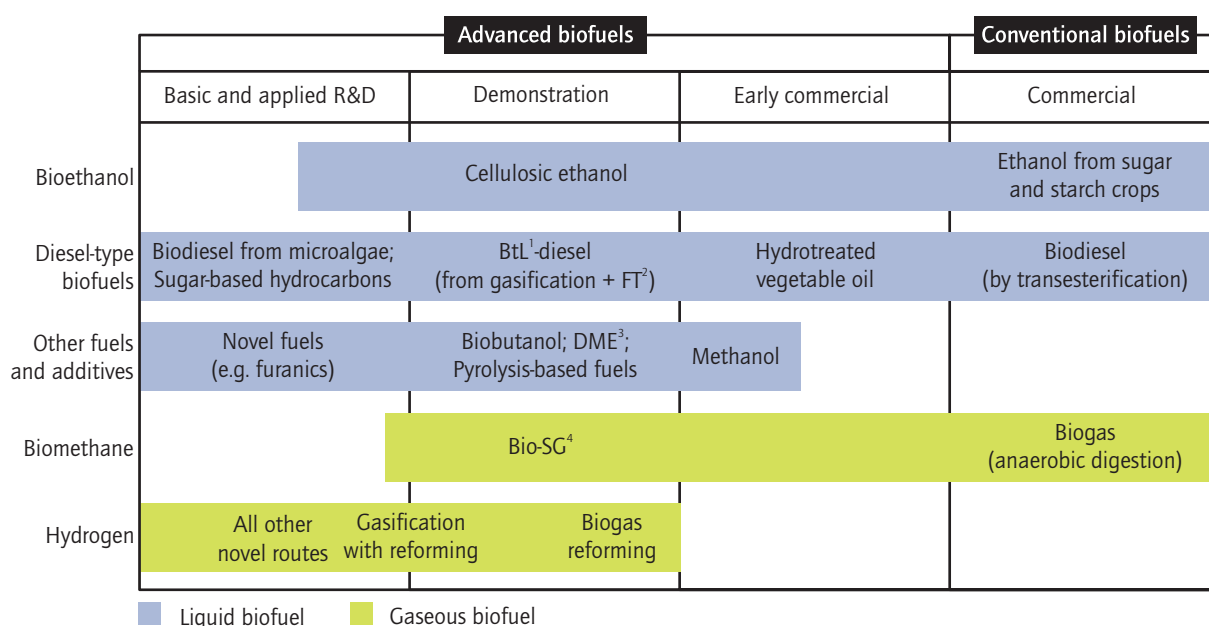 Advanced biofuels
Conventional biofuels
Basic and applied R&D
Demonstration
Early commercial
Commercial
Bioethanol
Cellulosic ethanol
Ethanol from sugar
and starch crops
Diesel-type
biofuels
Biodiesel from microalgae;
Sugar-based hydrocarbons
BtL¹-diesel
(from gasification + FT²)
Hydrotreated
vegetable oil
Biodiesel
(by transesterification)
Other fuels
and additives
Novel fuels
(e.g. furanics)
Biobutanol; DME³;
Pyrolysis-based fuels
Methanol
Biomethane
Bio-SG⁴
Biogas
(anaerobic digestion)
Hydrogen
All other
novel routes
Gasification
with reforming
Biogas
reforming
Liquid biofuel
Gaseous biofuel